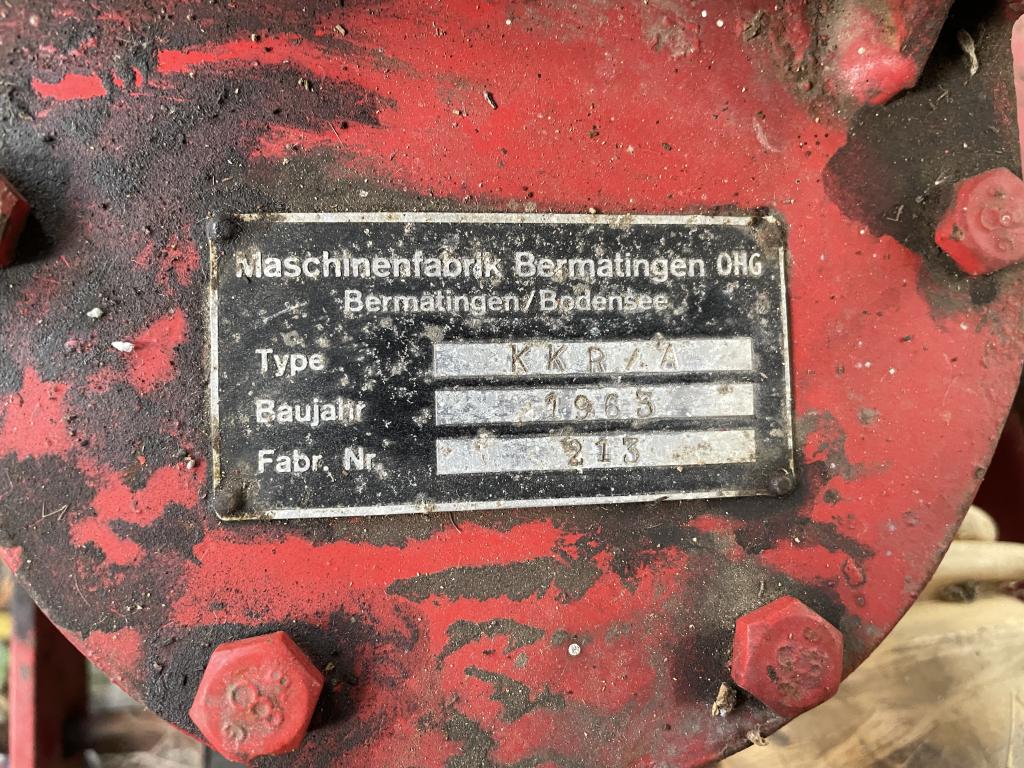 Maschinenfabrik Bermatingen OHG
Bermatingen/Bodensee
Type KKR/A
Baujahr 1963
Fabr. Nr. 213